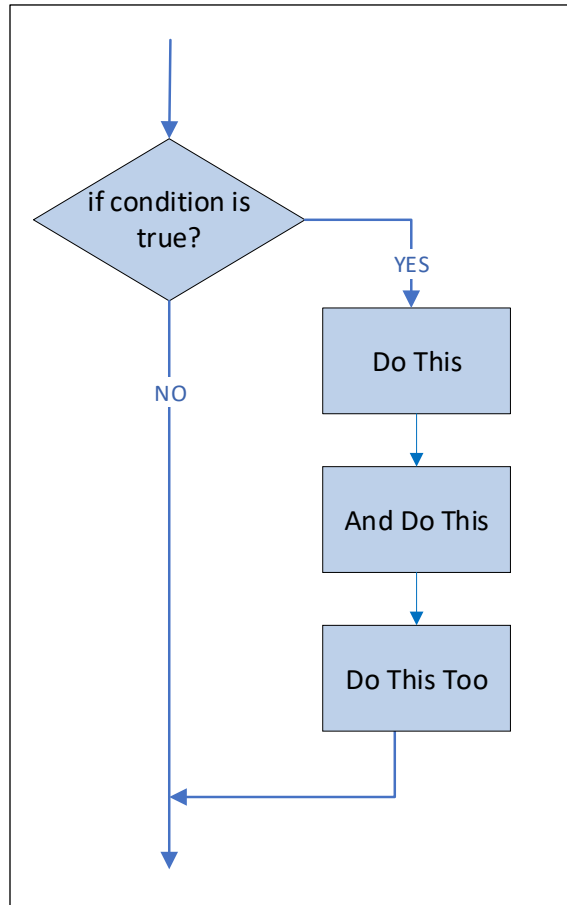 if condition is
true?
YES
Do This
NO
And Do This
Do This Too